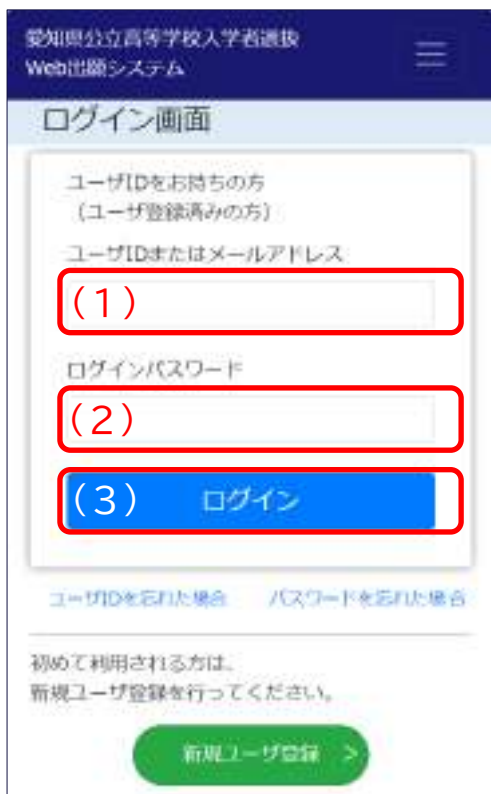 愛知県公立高等学校入学者選抜
Web出願システム
ログイン画面
ユーザIDをお持ちの方
(ユーザ登録済みの方)
ユーザIDまたはメールアドレス
(1)
ログインパスワード
(2)
(3) ログイン
ユーザIDを忘れた場合 パスワードを忘れた場合
初めて利用される方は、
新規ユーザ登録を行ってください。
新規ユーザ登録 >